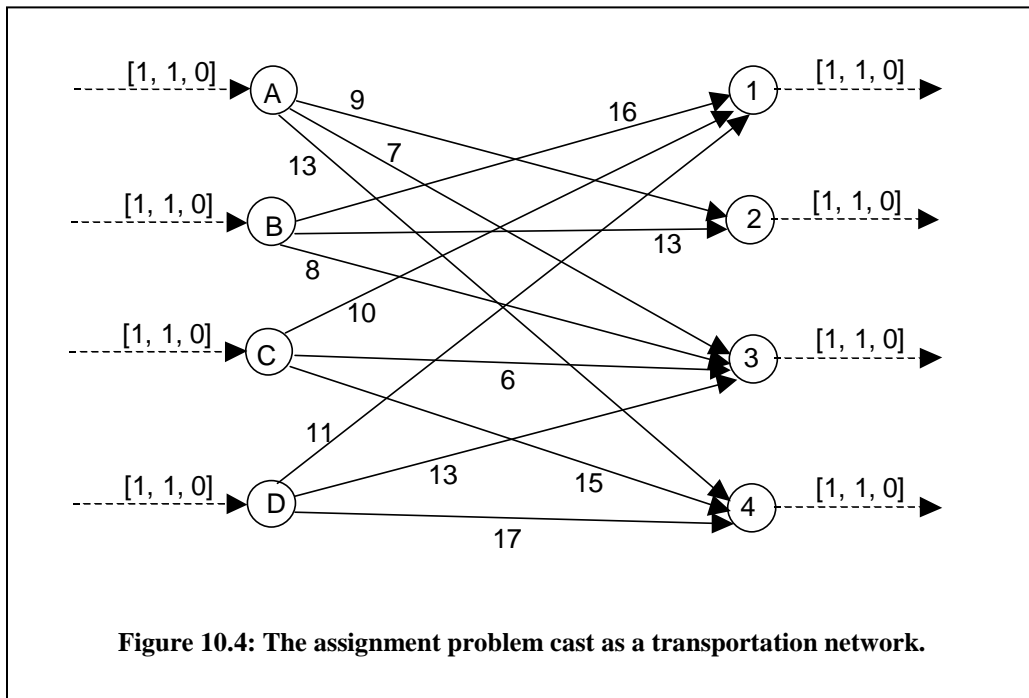 [1, 1, 0] A 9 16 1 [1, 1, 0]
13 7
[1, 1, 0] B 13 2 [1, 1, 0]
8
10
[1, 1, 0] C 6 3 [1, 1, 0]
11
13 15
[1, 1, 0] D 17 4 [1, 1, 0]
Figure 10.4: The assignment problem cast as a transportation network.